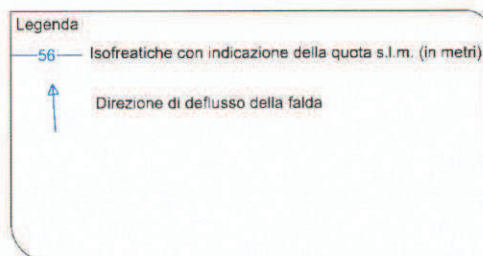 Legenda
56 Isofreatiche con indicazione della quota s.l.m. (in metri)
Direzione di deflusso della falda